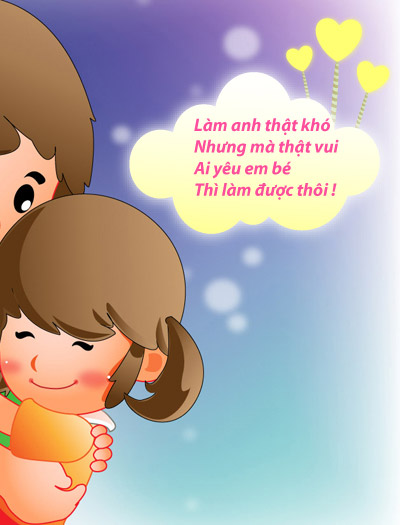 Làm anh thật khó
Nhưng mà thật vui
Ai yêu em bé
Thì làm được thôi !